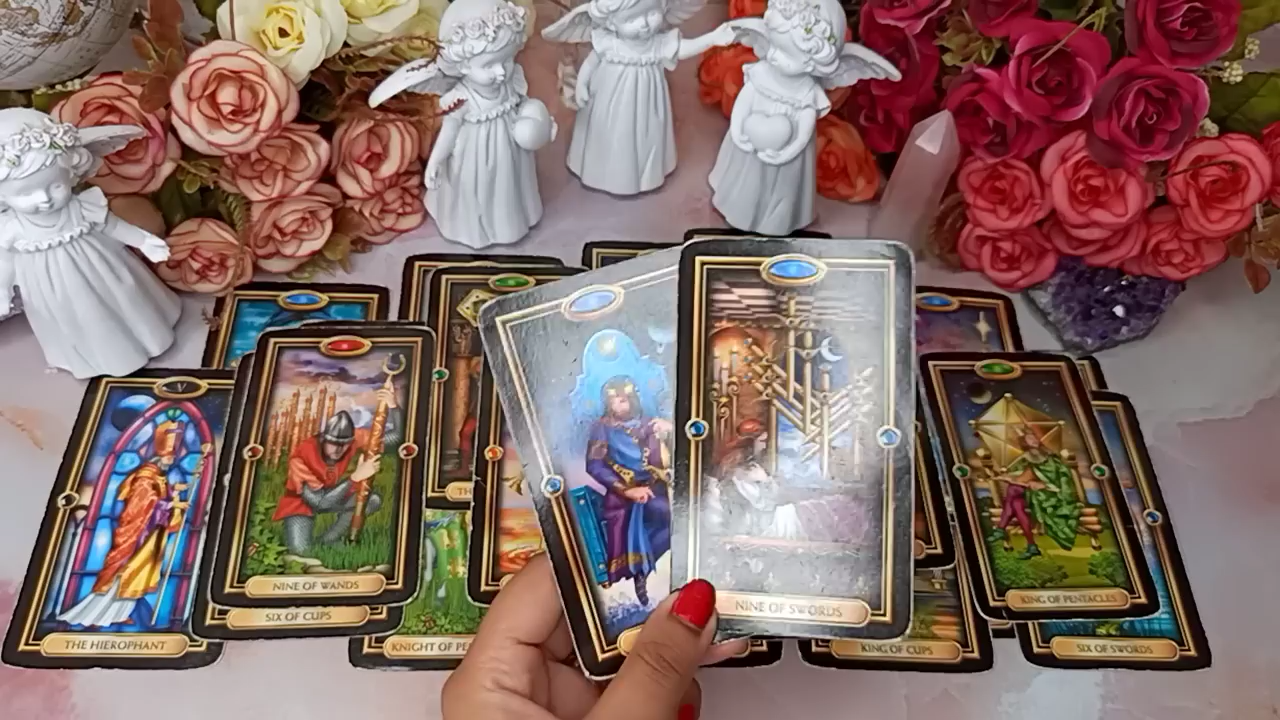 V
THE HIEROPHANT
NINE OF WANDS
SIX OF CUPS
TH
KNIGHT OF PE
NINE OF SWORDS
KING OF CUPS
KING OF PENTACLES
SIX OF SWORDS